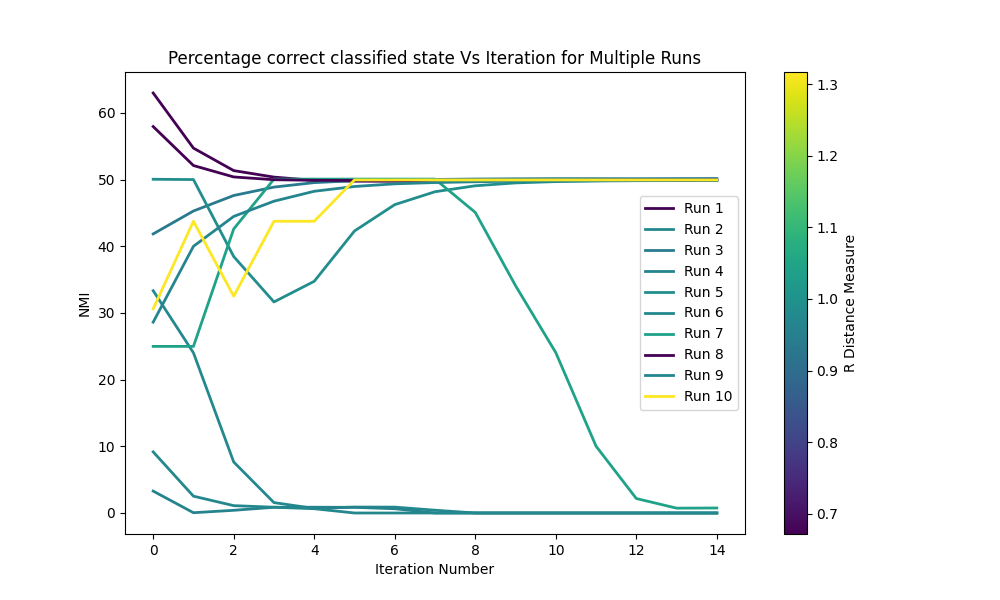 Percentage correct classified state Vs Iteration for Multiple Runs
NMI
60
50
40
30
20
10
0
0 2 4 6 8 10 12 14
Iteration Number
Run 1
Run 2
Run 3
Run 4
Run 5
Run 6
Run 7
Run 8
Run 9
Run 10
1.3
1.2
1.1
1.0
0.9
0.8
0.7
R Distance Measure